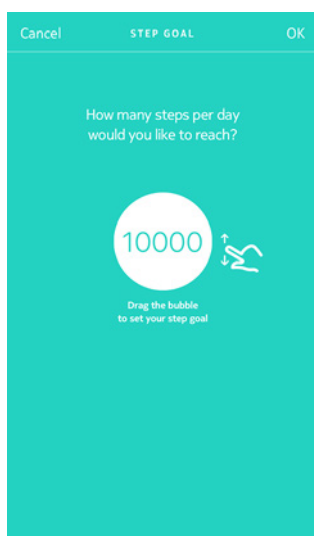 Cancel STEP GOAL OK
How many steps per day
would you like to reach?
10000
Drag the bubble
to set your step goal